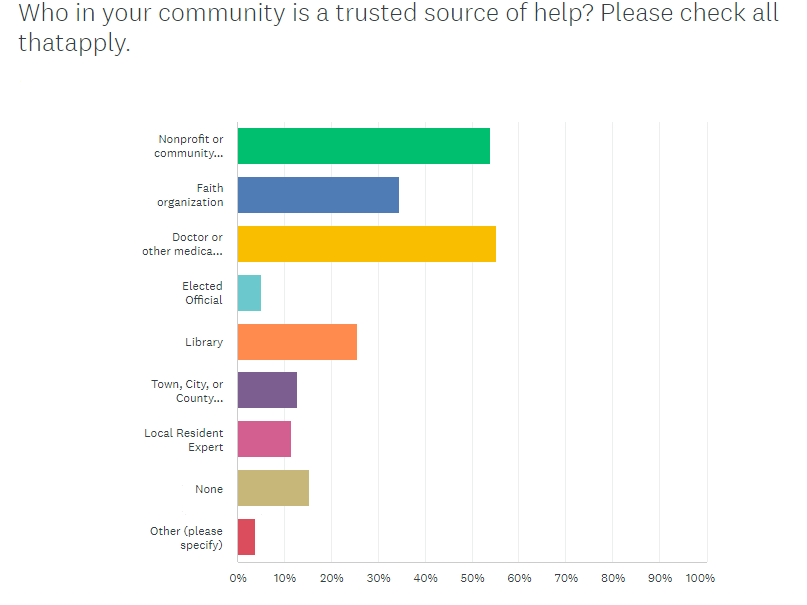 Who in your community is a trusted source of help? Please check all
thatapply.
Nonprofit or
community...
Faith
organization
Doctor or
other medica...
Elected
Official
Library
Town, City, or
County...
Local Resident
Expert
None
Other (please
specify)
0% 10% 20% 30% 40% 50% 60% 70% 80% 90% 100%